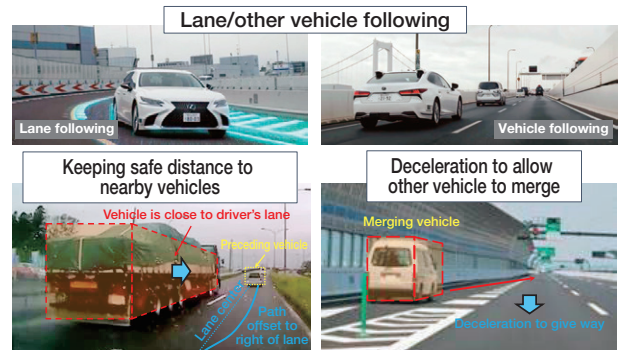 Lane/other vehicle following
Lane following
Vehicle following
Keeping safe distance to
nearby vehicles
Vehicle is close to driver's lane
Preceding vehicle
Lane centre
Path
offset to
right of lane
Deceleration to allow
other vehicle to merge
Merging vehicle
Deceleration to give way